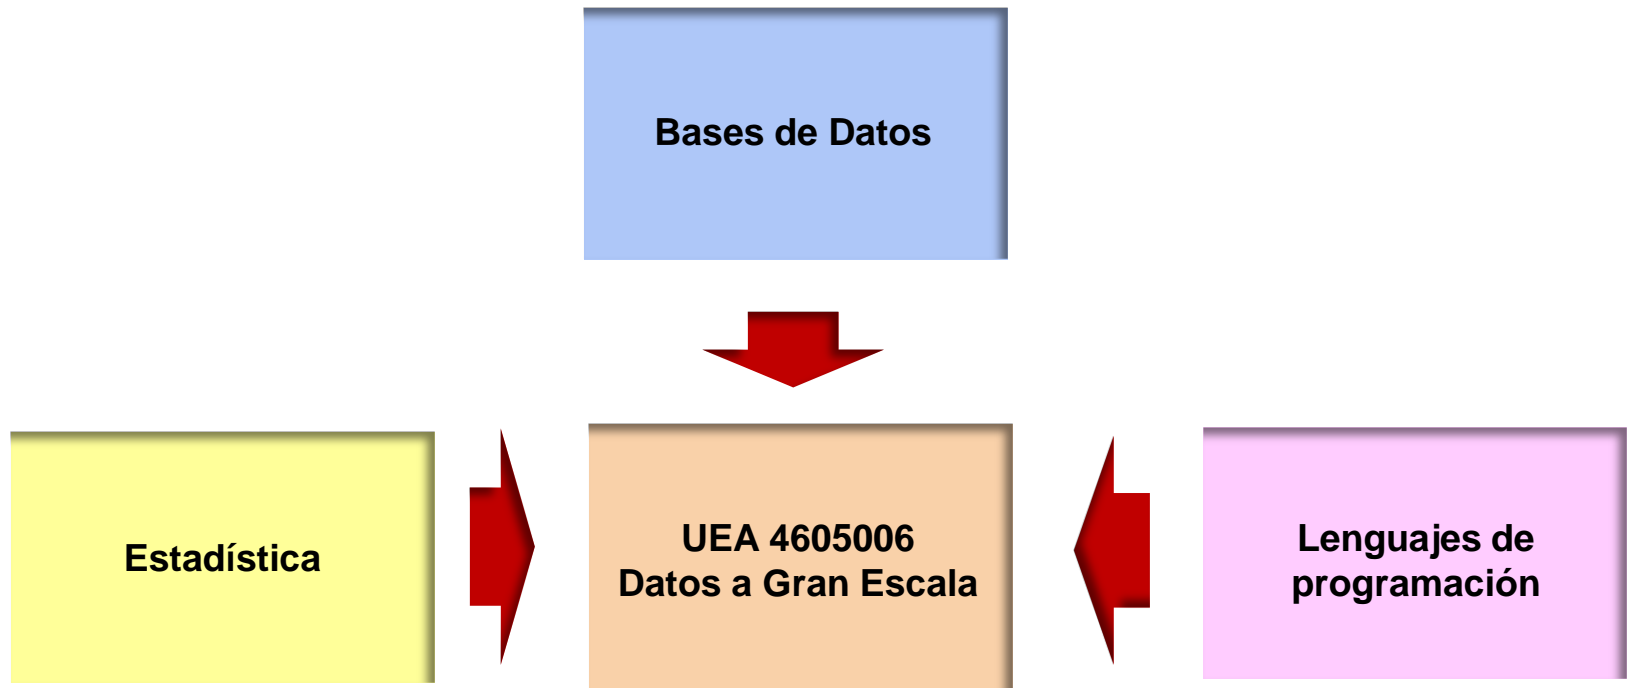 Bases de Datos
Estadística
UEA 4605006
Datos a Gran Escala
Lenguajes de
programación